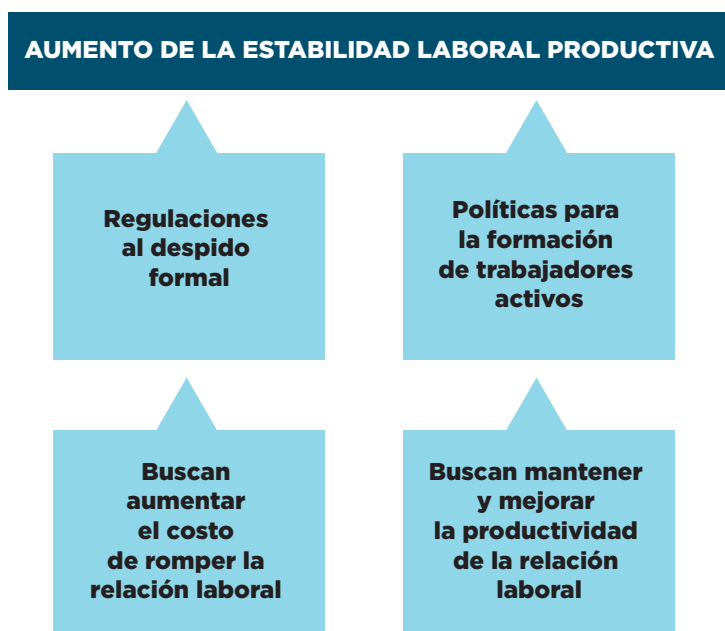 AUMENTO DE LA ESTABILIDAD LABORAL PRODUCTIVA
Regulaciones
al despido
formal
Políticas para
la formación
de trabajadores
activos
Buscan
aumentar
el costo
de romper la
relación laboral
Buscan mantener
y mejorar
la productividad
de la relación
laboral